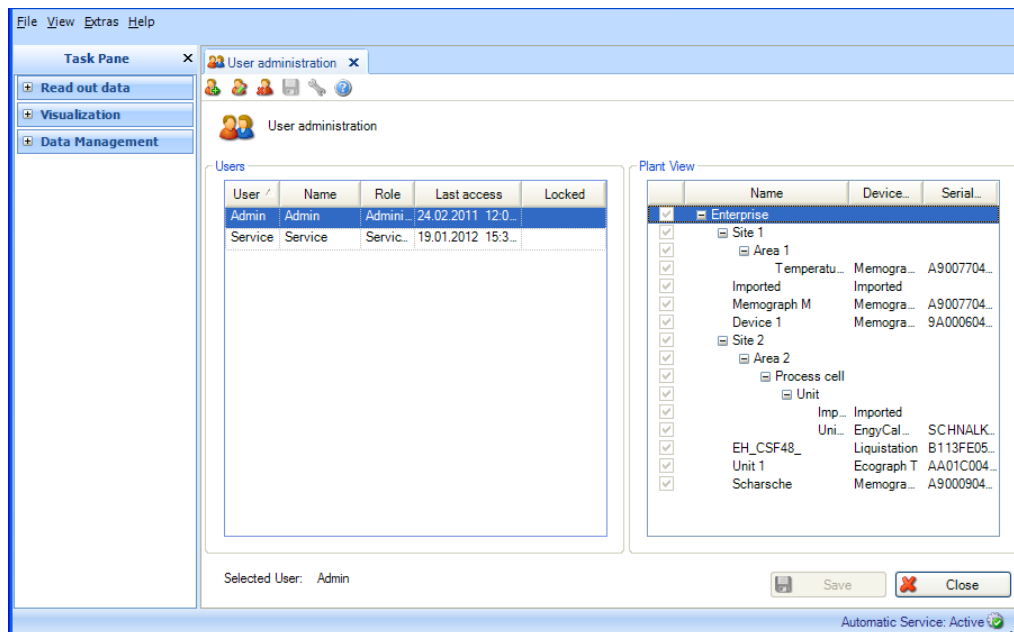 File View Extras Help
Task Pane
User administration
Read out data
Visualization
Data Management
User administration
Users
User Name Role Last access Locked
Admin Admin Admini... 24.02.2011 12:0...
Service Service Servic... 19.01.2012 15:3...
Plant View
Name Device... Serial...
Enterprise
Site 1
Area 1
Temperatu... Memogra... A9007704...
Imported Imported
Memograph M Memogra... A9007704...
Device 1 Memogra... 9A000604...
Site 2
Area 2
Process cell
Unit
Imp... Imported
Uni... EngyCal... SCHNALK...
EH_CSF48_ Liquistation B113FE05...
Unit 1 Ecograph T AA01C004...
Scharsche Memogra... A9000904...
Selected User: Admin
Save Close
Automatic Service: Active